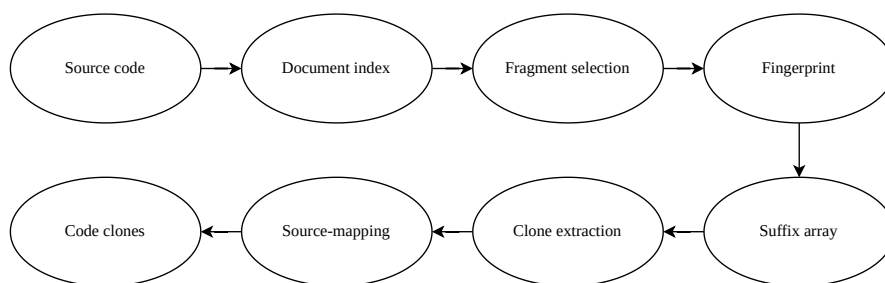 Source code
Document index
Fragment selection
Fingerprint
Code clones
Source-mapping
Clone extraction
Suffix array